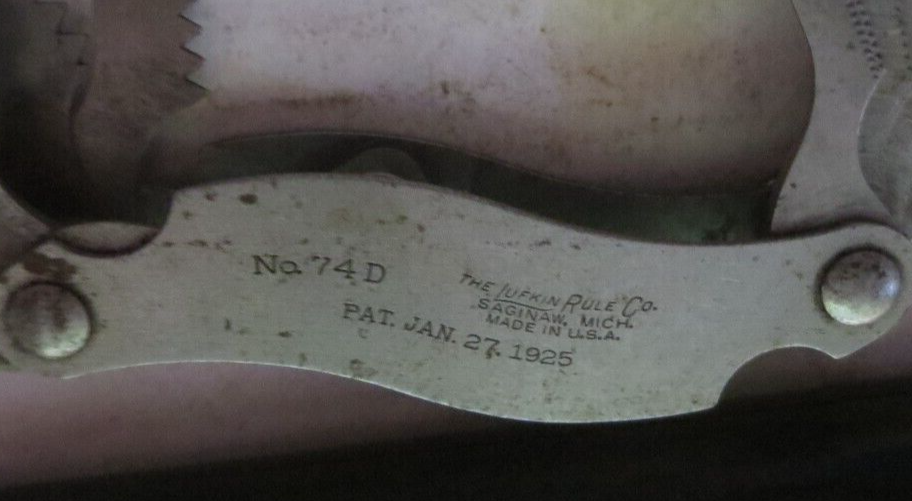 No. 74D
THE LUFKIN RULE CO.
SAGINAW, MICH.
MADE IN U.S.A.
PAT. JAN. 27. 1925